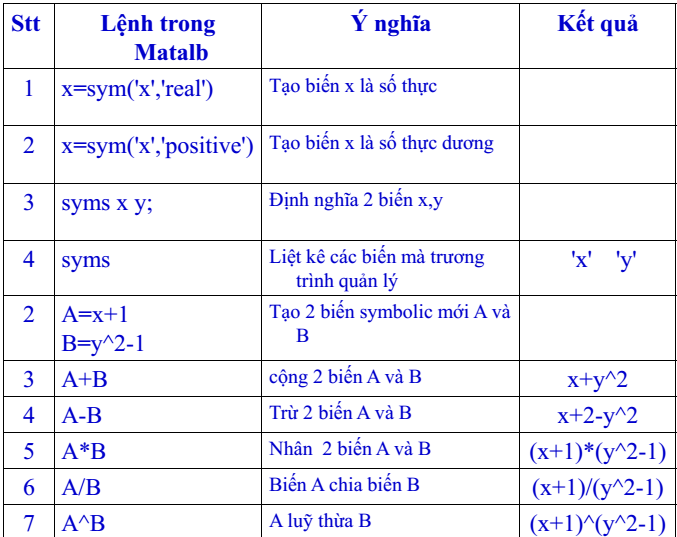 Stt Lệnh trong Matalb Ý nghĩa Kết quả
1 x=sym('x','real') Tạo biến x là số thực
2 x=sym('x','positive') Tạo biến x là số thực dương
3 syms x y; Định nghĩa 2 biến x,y
4 syms Liệt kê các biến mà trương trình quản lý 'x' 'y'
2 A=x+1 B=y^2-1 Tạo 2 biến symbolic mới A và B
3 A+B cộng 2 biến A và B x+y^2
4 A-B Trừ 2 biến A và B x+2-y^2
5 A*B Nhân 2 biến A và B (x+1)*(y^2-1)
6 A/B Biến A chia biến B (x+1)/(y^2-1)
7 A^B A luỹ thừa B (x+1)^(y^2-1)